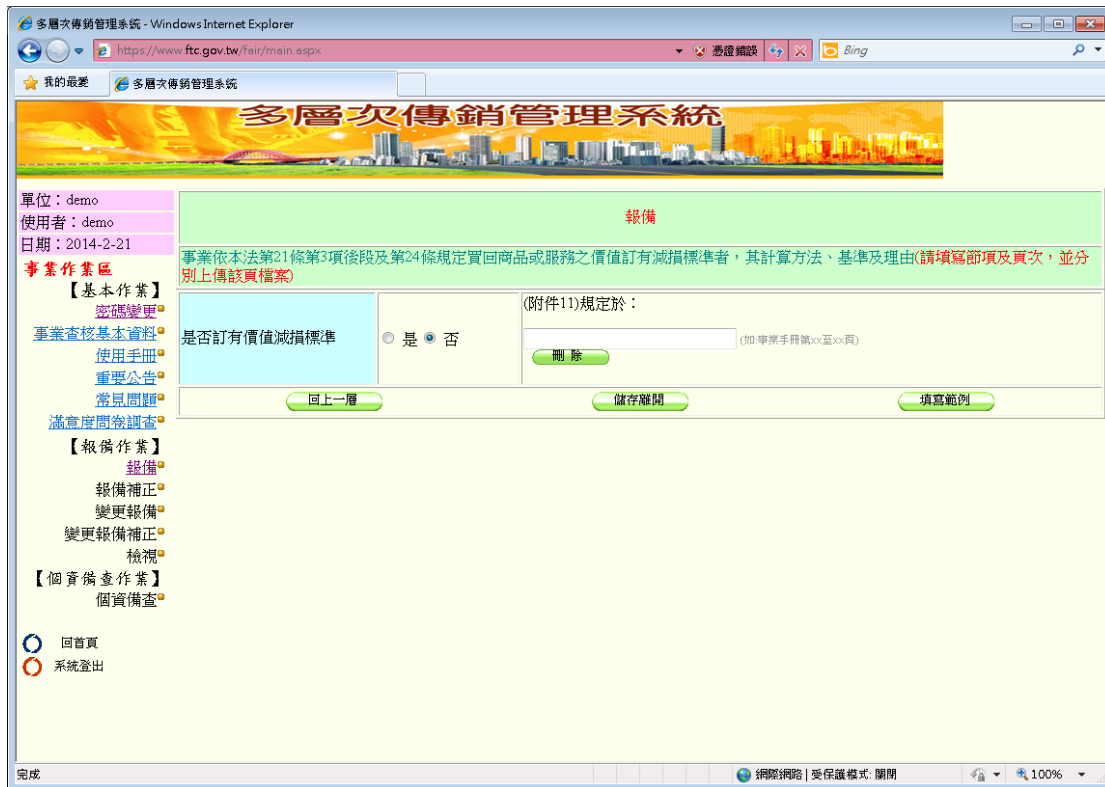 多層次傳銷管理系統 - Windows Internet Explorer
https://www.ftc.gov.tw/fair/main.aspx
憑證錯誤
Bing
我的最愛
多層次傳銷管理系統
多層次傳銷管理系統
單位：demo
使用者：demo
日期：2014-2-21
事業作業區
【基本作業】
密碼變更
事業查核基本資料
使用手冊
重要公告
常見問題
滿意度問卷調查
【報備作業】
報備
報備補正
變更報備
變更報備補正
檢視
【個資備查作業】
個資備查
回首頁
系統登出
報備
事業依本法第21條第3項後段及第24條規定買回商品或服務之價值訂有減損標準者，其計算方法、基準及理由(請填寫節項及頁次，並分
別上傳該頁檔案)
是否訂有價值減損標準
是 否
(附件11)規定於：
(如:事業手冊第xx至xx頁)
刪 除
回上一層
儲存離開
填寫範例
完成
網際網路 | 受保護模式: 關閉
100%